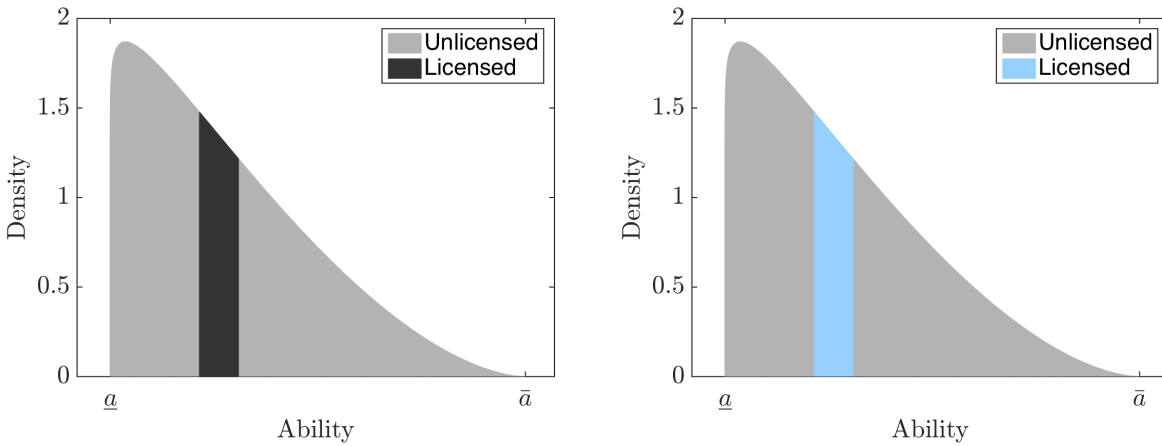 2
1.5
1
0.5
0
Density
a̲
ā
Ability
Unlicensed
Licensed
2
1.5
1
0.5
0
Density
a̲
ā
Ability
Unlicensed
Licensed